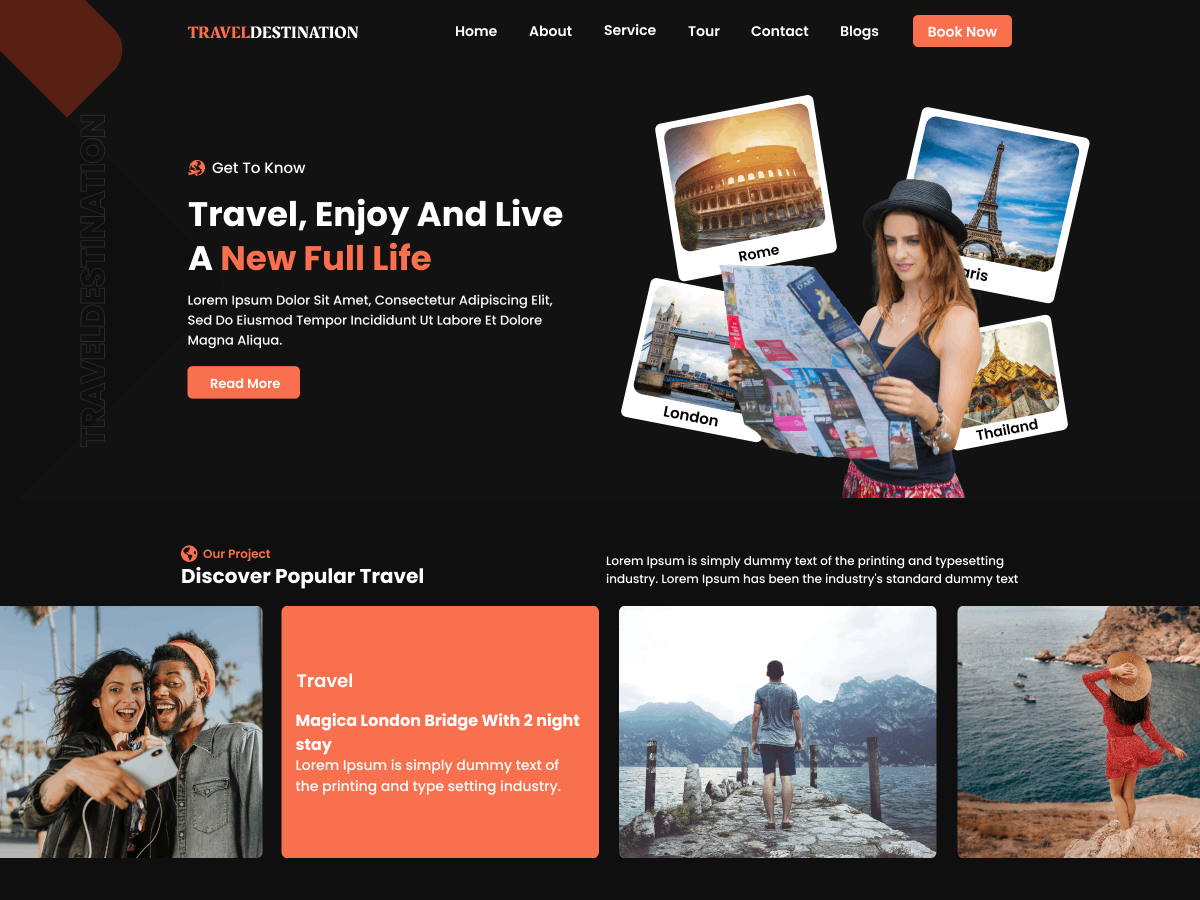 TRAVELDESTINATION
Home
About
Service
Tour
Contact
Blogs
Book Now
TRAVELDESTINATION
Get To Know
Travel, Enjoy And Live
A New Full Life
Lorem Ipsum Dolor Sit Amet, Consectetur Adipiscing Elit,
Sed Do Eiusmod Tempor Incididunt Ut Labore Et Dolore
Magna Aliqua.
Read More
Rome
aris
London
Thailand
Our Project
Discover Popular Travel
Lorem Ipsum is simply dummy text of the printing and typesetting
industry. Lorem Ipsum has been the industry's standard dummy text
Travel
Magica London Bridge With 2 night
stay
Lorem Ipsum is simply dummy text of
the printing and type setting industry.